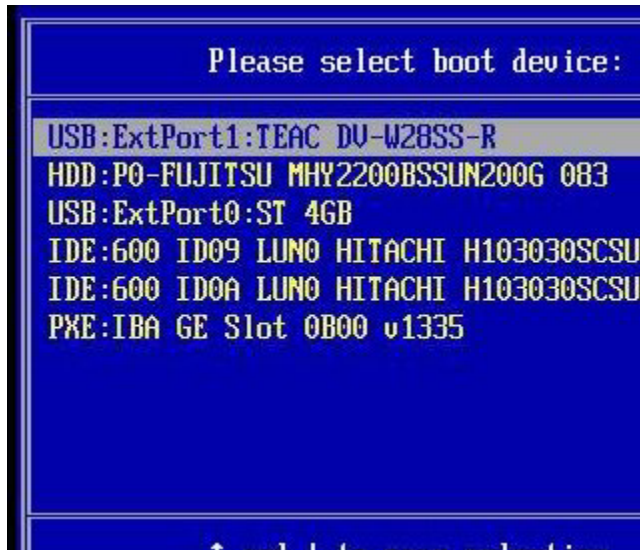 Please select boot device:
USB:ExtPort1:TEAC DV-W28SS-R
HDD:P0-FUJITSU MHY2200BSSUN200G 083
USB:ExtPort0:ST 4GB
IDE:600 ID09 LUN0 HITACHI H103030SCSU
IDE:600 ID0A LUN0 HITACHI H103030SCSU
PXE:IBA GE Slot 0B00 v1335